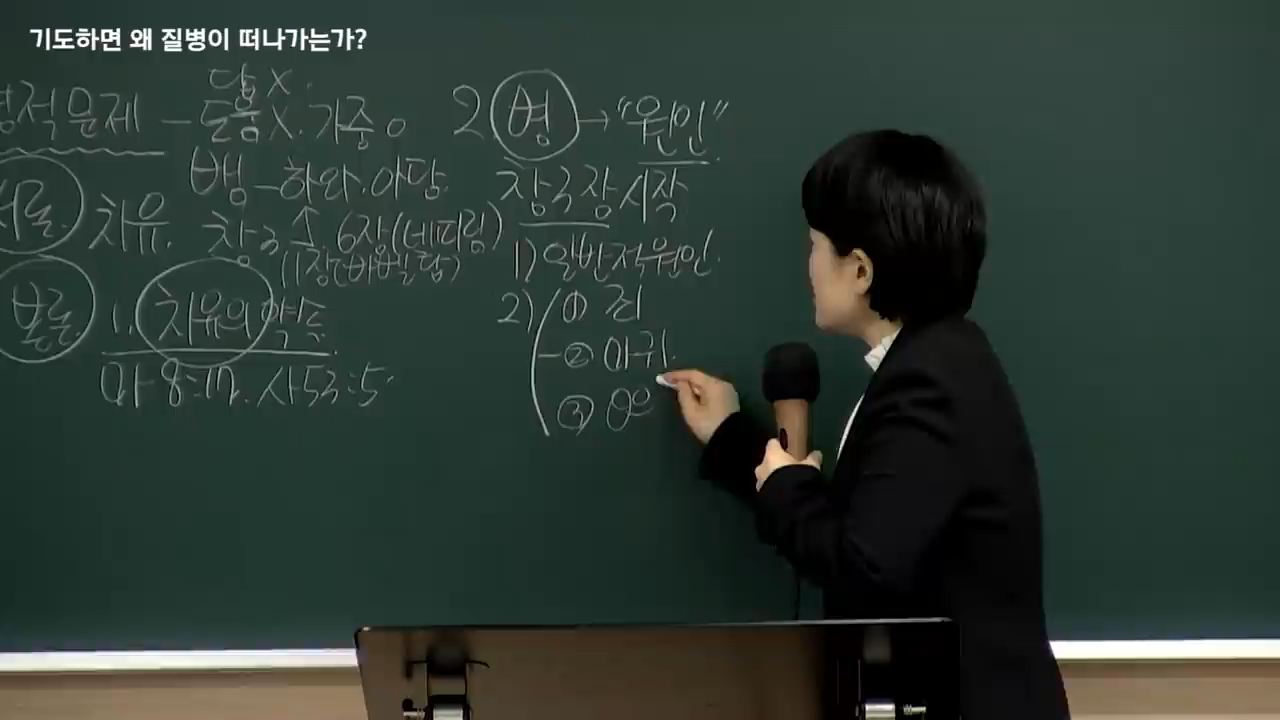 기도하면 왜 질병이 떠나가는가?
답 X.
영적문제 - 도움 X. 가중 o
뱀 - 하와. 아담.
서론. 치유. 창3 ↑ 6장(네피림)
11장(바벨탑)
본론. 1. 치유의 약속
마 8:17. 사53:5.
2. 병 → "원인"
창3장 시작
1) 일반적원인.
2) ① 죄
② 마귀.
③